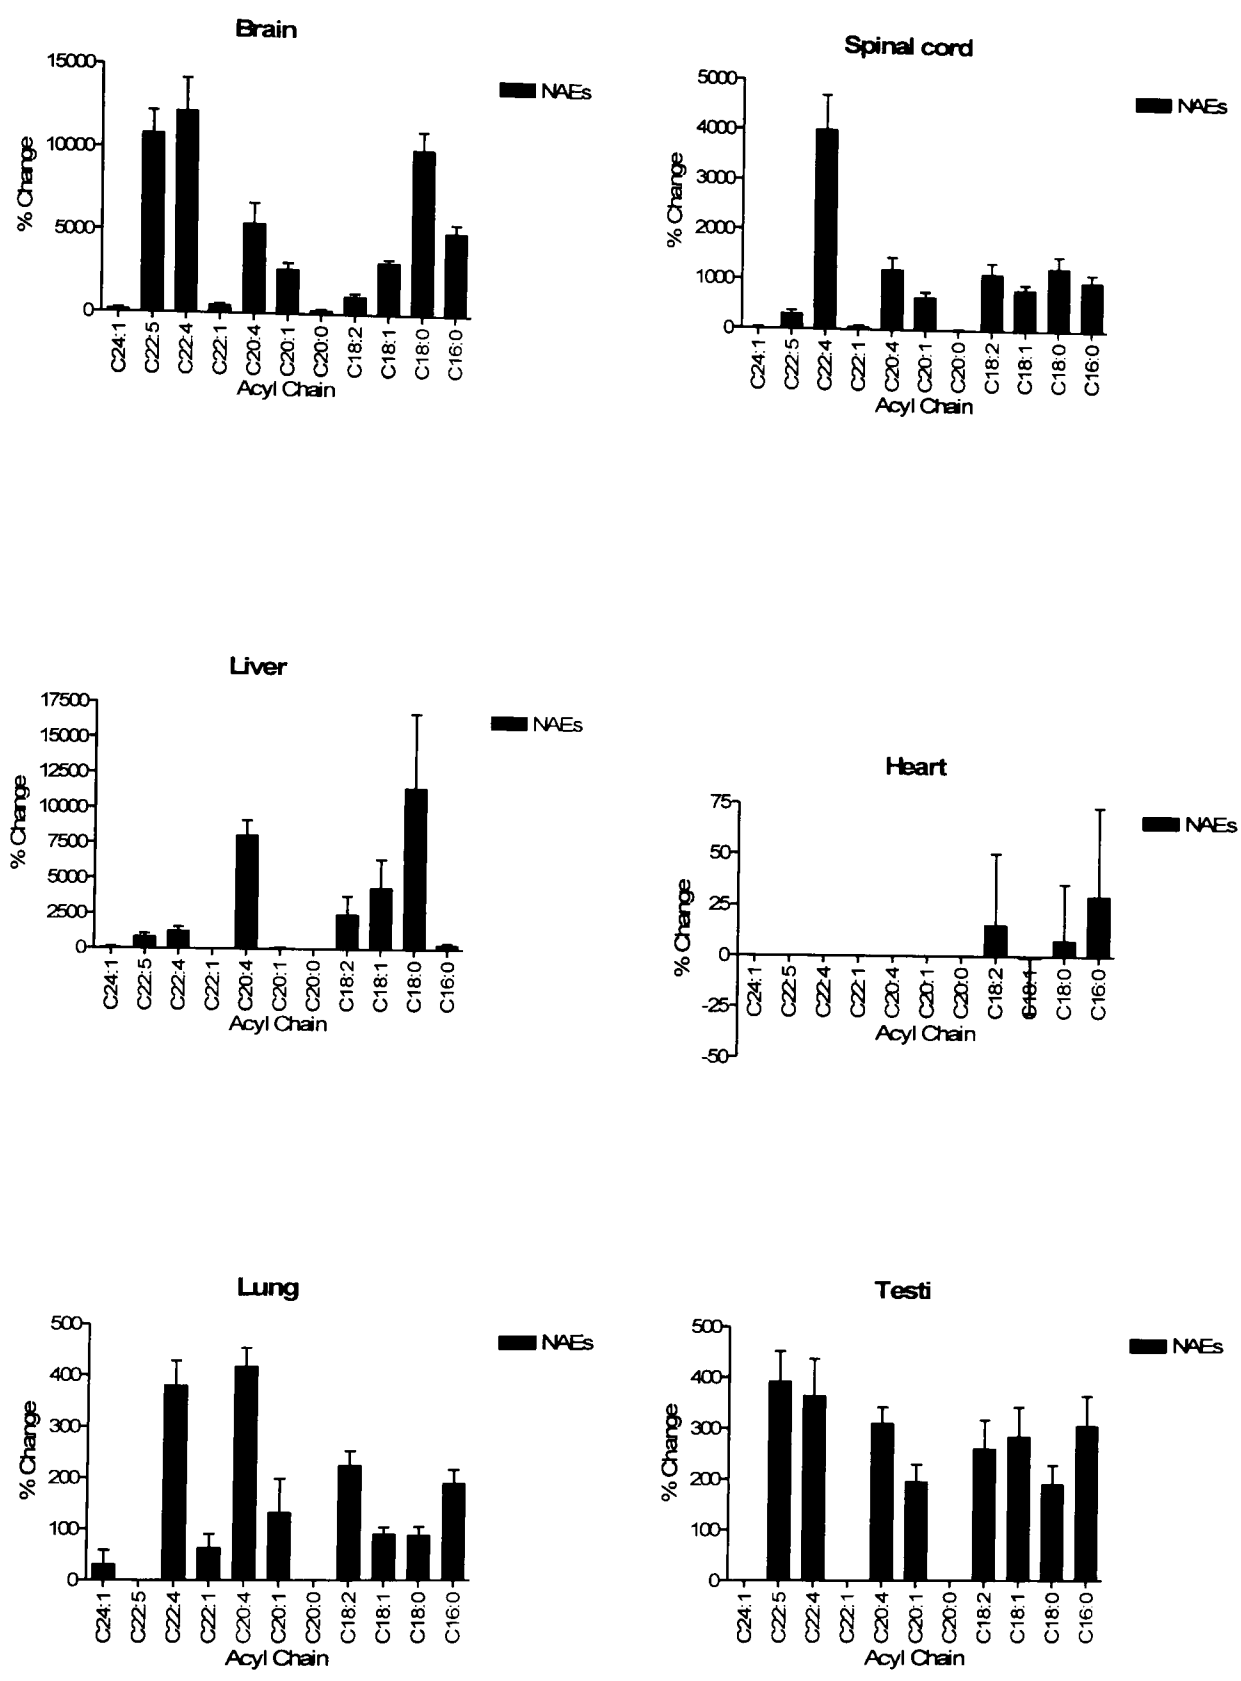 Brain
15000
10000
5000
0
% Change
NAEs
C24:1
C22:5
C22:4
C22:1
C20:4
C20:1
C20:0
C18:2
C18:1
C18:0
C16:0
Acyl Chain
Spinal cord
5000
4000
3000
2000
1000
0
% Change
NAEs
C24:1
C22:5
C22:4
C22:1
C20:4
C20:1
C20:0
C18:2
C18:1
C18:0
C16:0
Acyl Chain
Liver
17500
15000
12500
10000
7500
5000
2500
0
% Change
NAEs
C24:1
C22:5
C22:4
C22:1
C20:4
C20:1
C20:0
C18:2
C18:1
C18:0
C16:0
Acyl Chain
Heart
75
50
25
0
-25
-50
% Change
NAEs
C24:1
C22:5
C22:4
C22:1
C20:4
C20:1
C20:0
C18:2
C18:1
C18:0
C16:0
Acyl Chain
Lung
500
400
300
200
100
0
% Change
NAEs
C24:1
C22:5
C22:4
C22:1
C20:4
C20:1
C20:0
C18:2
C18:1
C18:0
C16:0
Acyl Chain
Testi
500
400
300
200
100
0
% Change
NAEs
C24:1
C22:5
C22:4
C22:1
C20:4
C20:1
C20:0
C18:2
C18:1
C18:0
C16:0
Acyl Chain